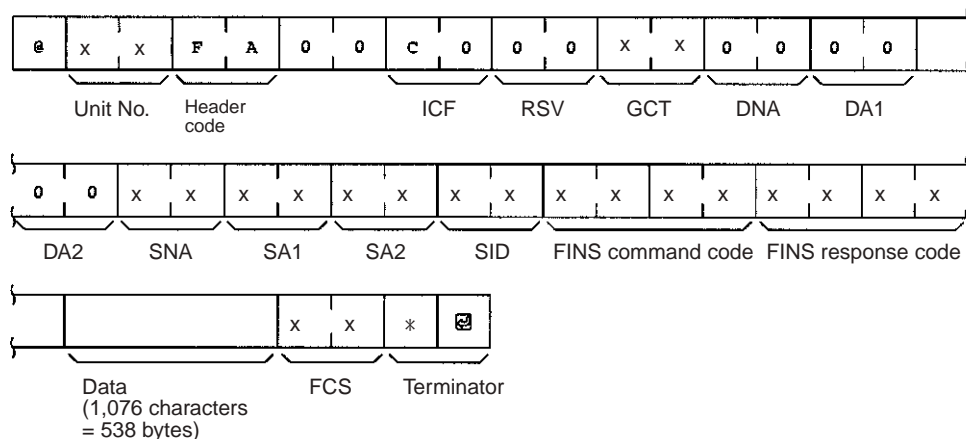 @ x x F A 0 0 C 0 0 0 x x 0 0 0 0
Unit No. Header code ICF RSV GCT DNA DA1
0 0 x x x x x x x x x x x x x x x x
DA2 SNA SA1 SA2 SID FINS command code FINS response code
x x * ↵
Data FCS Terminator
(1,076 characters
= 538 bytes)